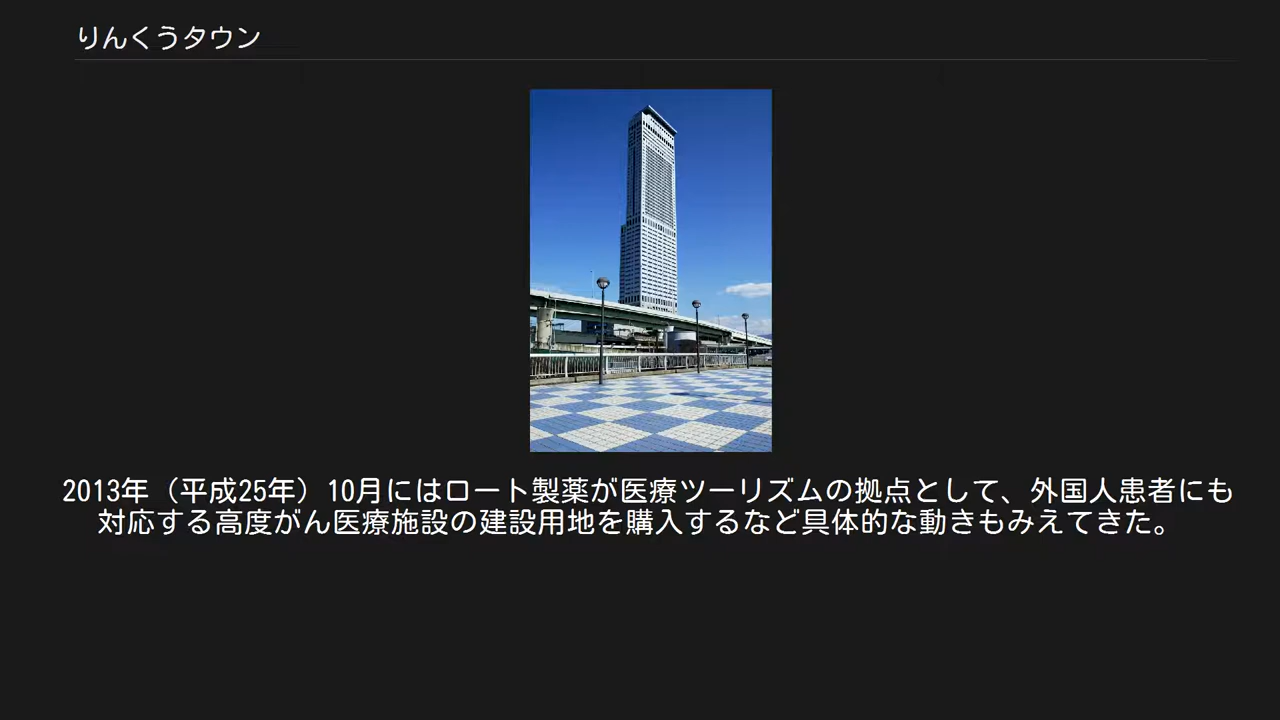 りんくうタウン
2013年（平成25年）10月にはロート製薬が医療ツーリズムの拠点として、外国人患者にも
対応する高度がん医療施設の建設用地を購入するなど具体的な動きもみえてきた。